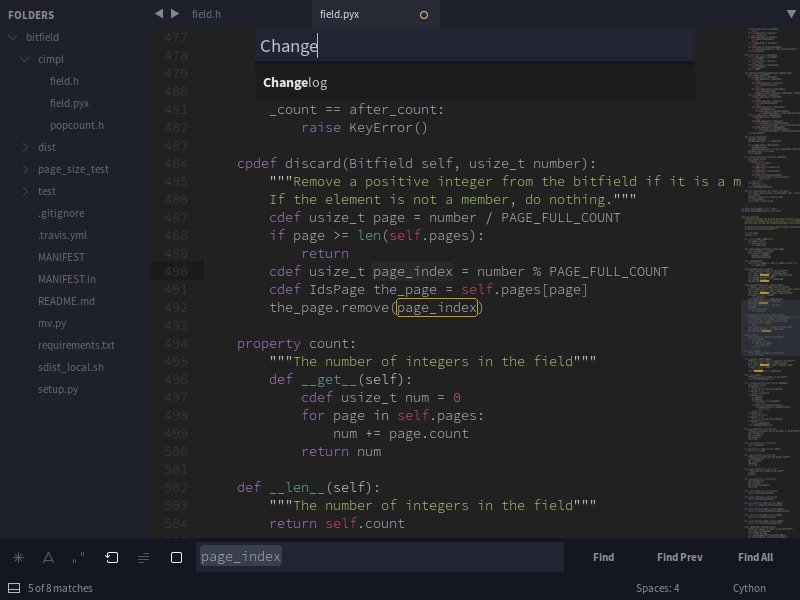 FOLDERS
bitfield
cimpl
field.h
field.pyx
popcount.h
dist
page_size_test
test
.gitignore
.travis.yml
MANIFEST
MANIFEST.in
README.md
mv.py
requirements.txt
sdist_local.sh
setup.py
field.h
field.pyx
Change
Changelog
477
478
479
480
481 _count == after_count:
482 raise KeyError()
483
484 cpdef discard(Bitfield self, usize_t number):
485 """Remove a positive integer from the bitfield if it is a m
486 If the element is not a member, do nothing."""
487 cdef usize_t page = number / PAGE_FULL_COUNT
488 if page >= len(self.pages):
489 return
490 cdef usize_t page_index = number % PAGE_FULL_COUNT
491 cdef IdsPage the_page = self.pages[page]
492 the_page.remove(page_index)
493
494 property count:
495 """The number of integers in the field"""
496 def __get__(self):
497 cdef usize_t num = 0
498 for page in self.pages:
499 num += page.count
500 return num
501
502 def __len__(self):
503 """The number of integers in the field"""
504 return self.count
page_index
Find
Find Prev
Find All
5 of 8 matches
Spaces: 4
Cython